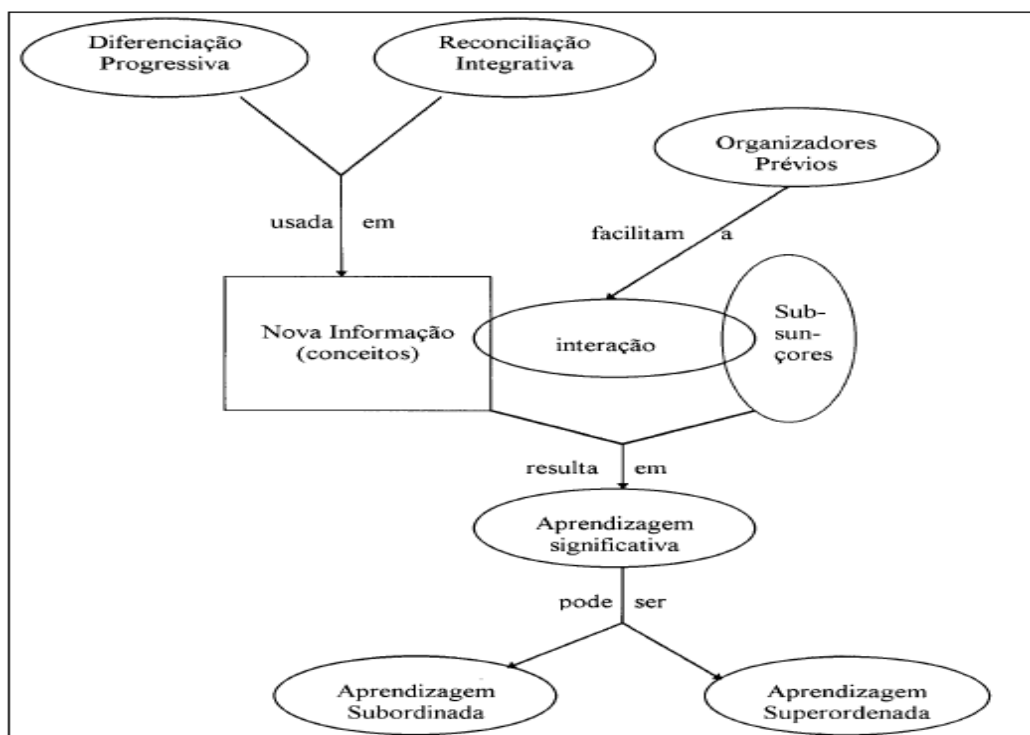 Diferenciação
Progressiva
Reconciliação
Integrativa
Organizadores
Prévios
usada em
facilitam a
Nova Informação
(conceitos)
interação
Sub-
sun-
çores
resulta em
Aprendizagem
significativa
pode ser
Aprendizagem
Subordinada
Aprendizagem
Superordenada